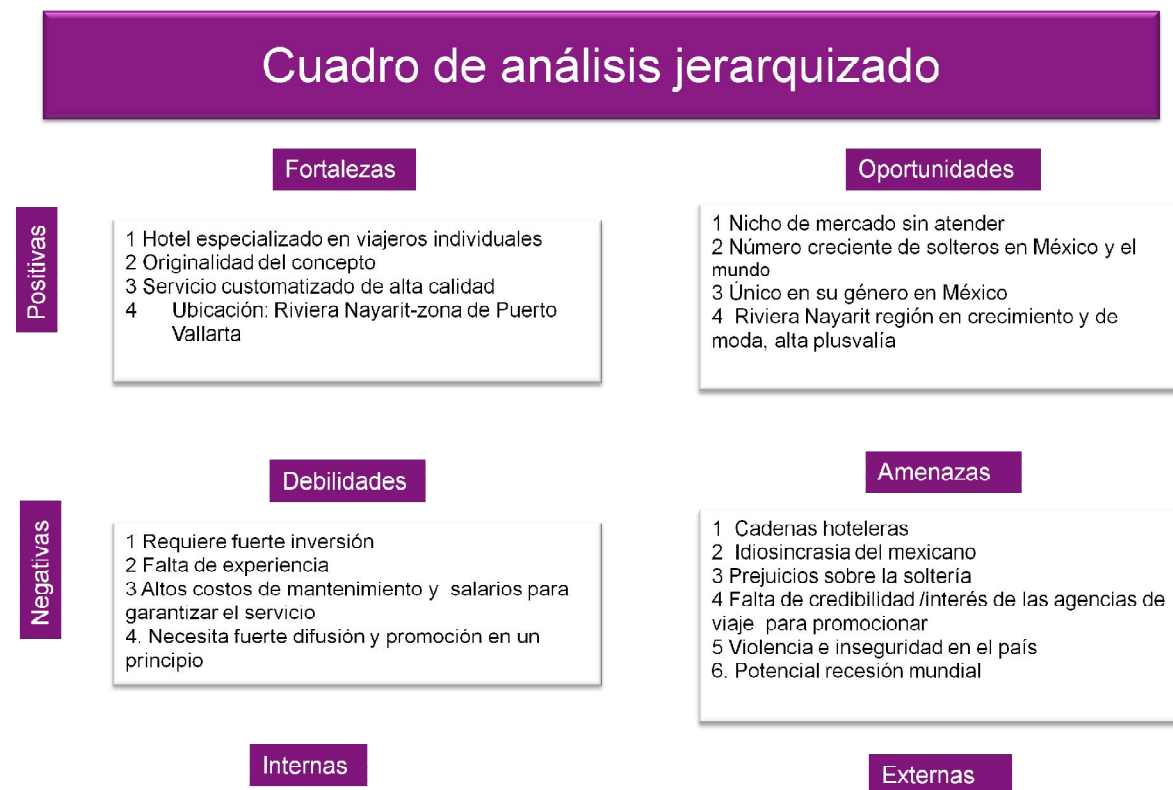 Cuadro de análisis jerarquizado
Fortalezas
Oportunidades
Positivas
1 Hotel especializado en viajeros individuales
2 Originalidad del concepto
3 Servicio customatizado de alta calidad
4 Ubicación: Riviera Nayarit-zona de Puerto
Vallarta
1 Nicho de mercado sin atender
2 Número creciente de solteros en México y el
mundo
3 Único en su género en México
4 Riviera Nayarit región en crecimiento y de
moda, alta plusvalía
Debilidades
Amenazas
Negativas
1 Requiere fuerte inversión
2 Falta de experiencia
3 Altos costos de mantenimiento y salarios para
garantizar el servicio
4. Necesita fuerte difusión y promoción en un
principio
1 Cadenas hoteleras
2 Idiosincrasia del mexicano
3 Prejuicios sobre la soltería
4 Falta de credibilidad /interés de las agencias de
viaje para promocionar
5 Violencia e inseguridad en el país
6. Potencial recesión mundial
Internas
Externas